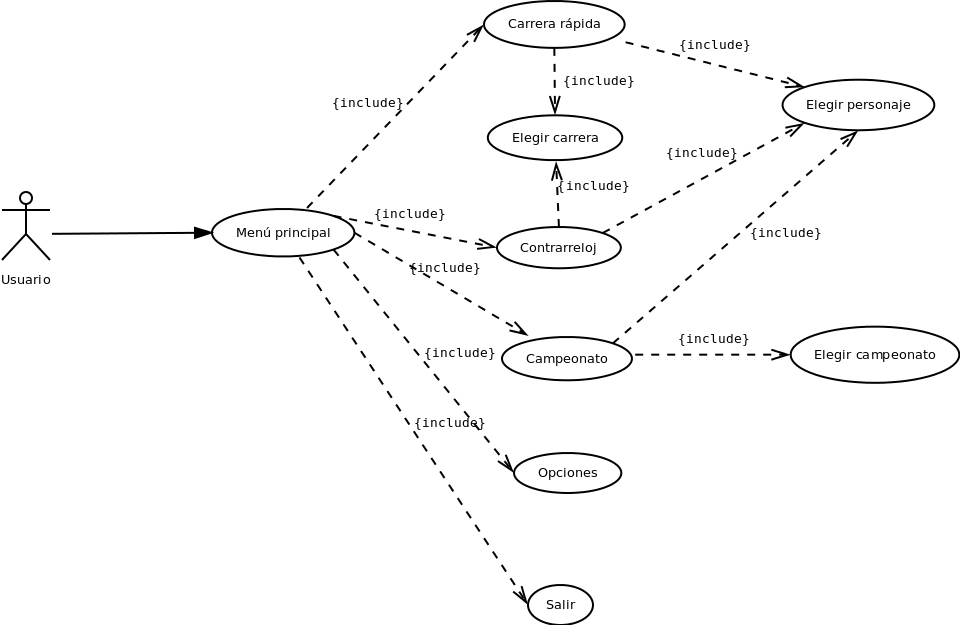 Carrera rápida
{include}
{include}
Elegir personaje
{include}
Elegir carrera
{include}
{include}
{include}
Menú principal
Contrarreloj
{include}
Usuario
{include}
{include}
Campeonato
Elegir campeonato
{include}
{include}
Opciones
Salir